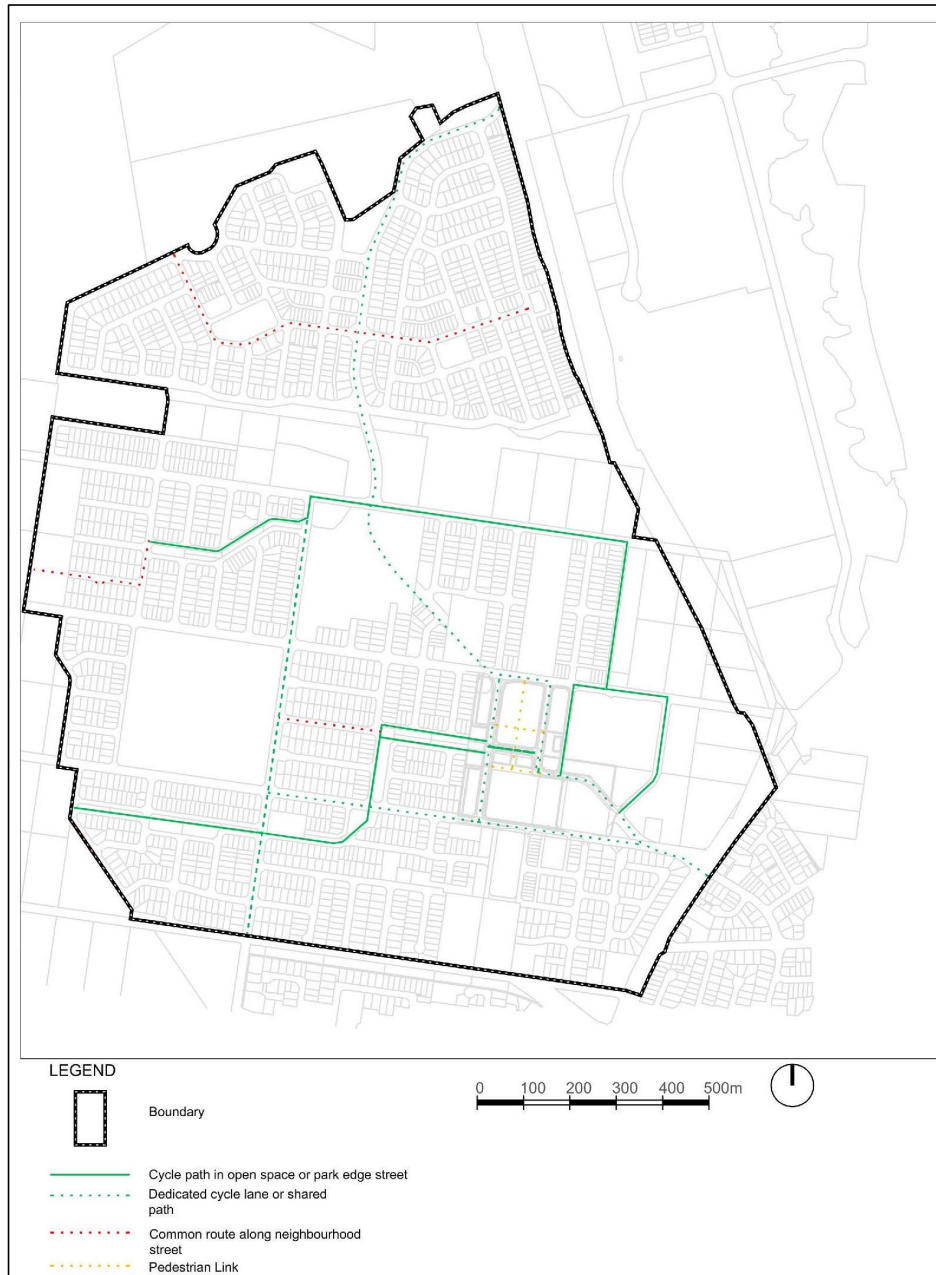 LEGEND
Boundary
0 100 200 300 400 500m
Cycle path in open space or park edge street
Dedicated cycle lane or shared
path
Common route along neighbourhood
street
Pedestrian Link